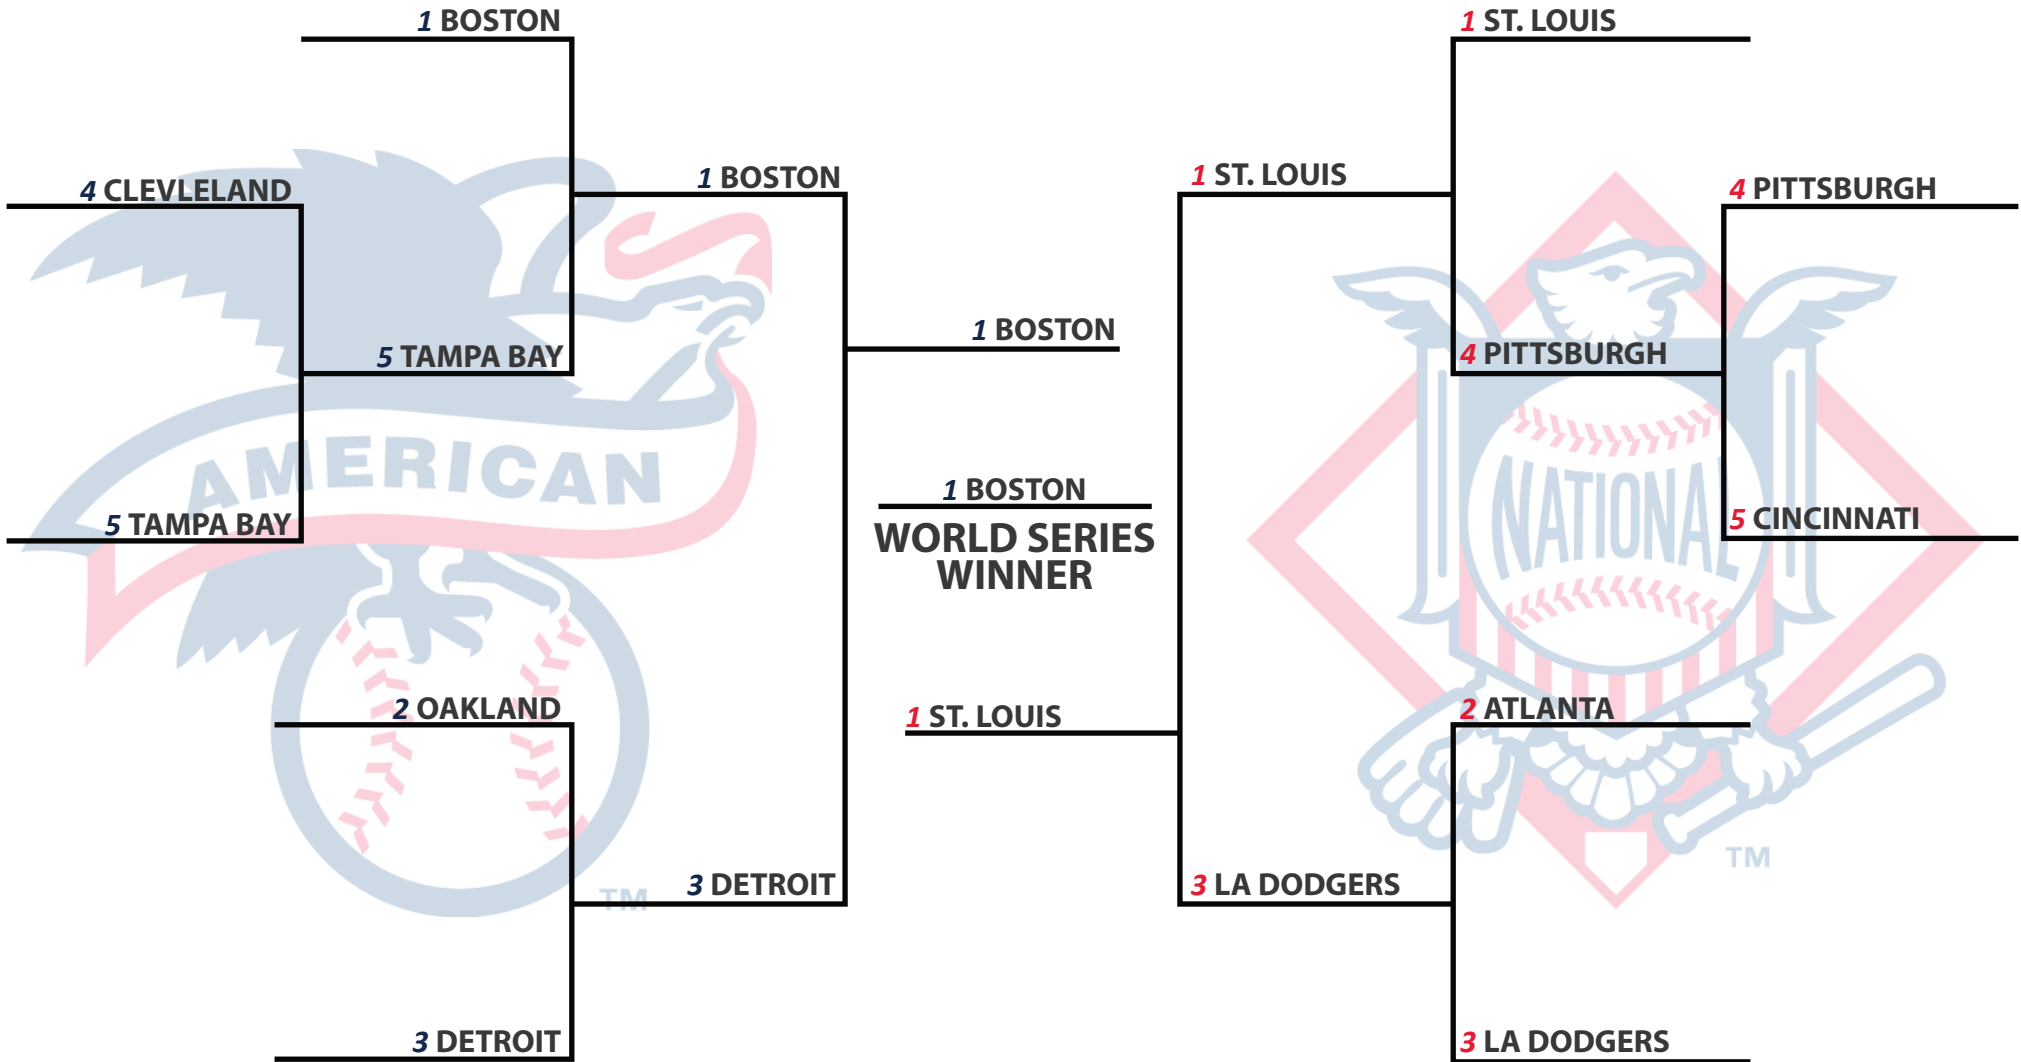 1 BOSTON
4 CLEVLELAND
5 TAMPA BAY
5 TAMPA BAY
1 BOSTON
2 OAKLAND
3 DETROIT
3 DETROIT
1 BOSTON
1 BOSTON
WORLD SERIES
WINNER
1 ST. LOUIS
1 ST. LOUIS
1 ST. LOUIS
4 PITTSBURGH
4 PITTSBURGH
5 CINCINNATI
2 ATLANTA
3 LA DODGERS
3 LA DODGERS
AMERICAN
TM
NATIONAL
TM